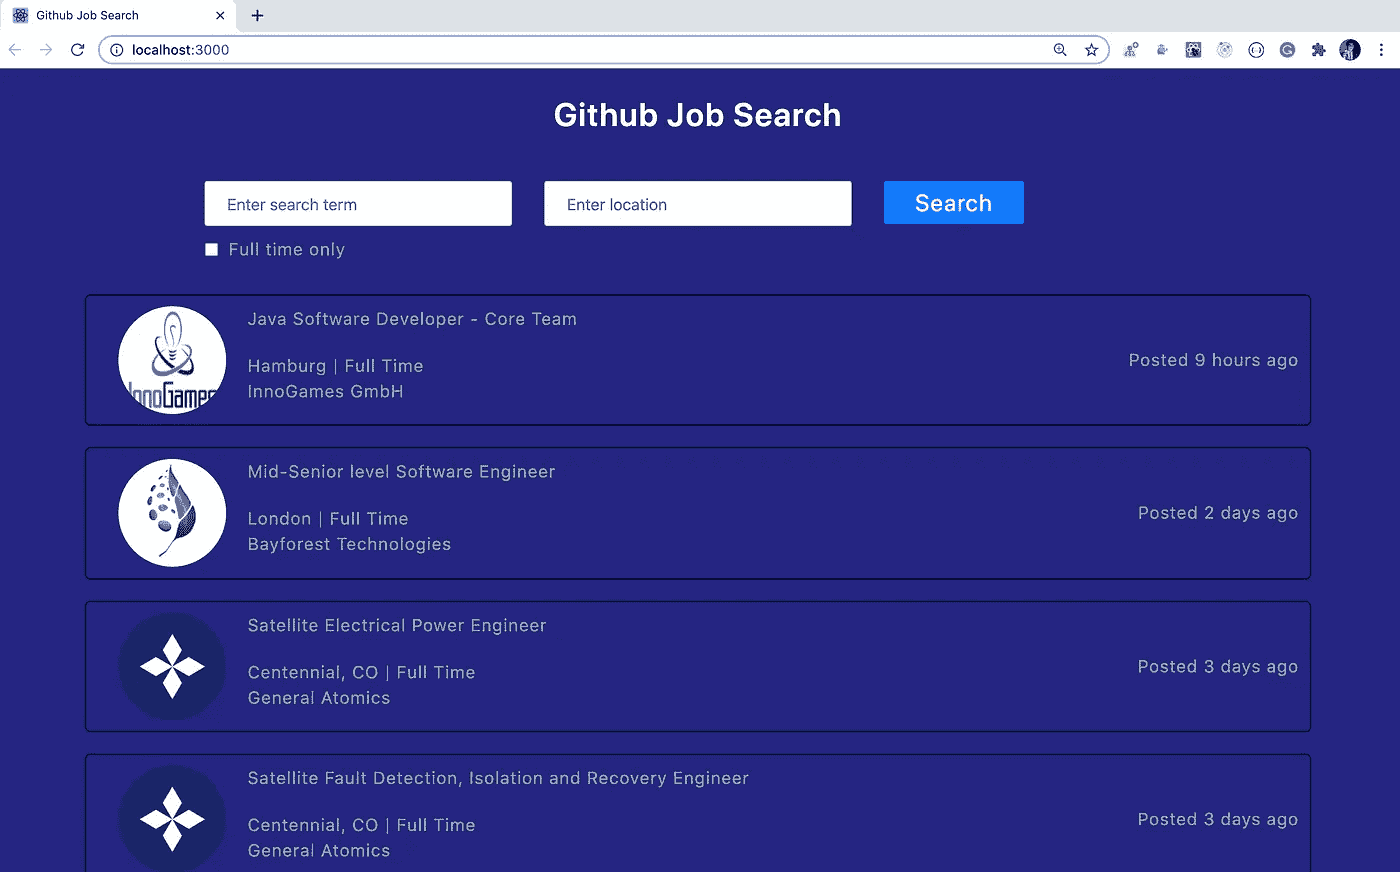 Github Job Search
localhost:3000
Github Job Search
Enter search term
Enter location
Search
Full time only
Java Software Developer - Core Team
Hamburg | Full Time
InnoGames GmbH
Posted 9 hours ago
InnoGames
Mid-Senior level Software Engineer
London | Full Time
Bayforest Technologies
Posted 2 days ago
Satellite Electrical Power Engineer
Centennial, CO | Full Time
General Atomics
Posted 3 days ago
Satellite Fault Detection, Isolation and Recovery Engineer
Centennial, CO | Full Time
General Atomics
Posted 3 days ago